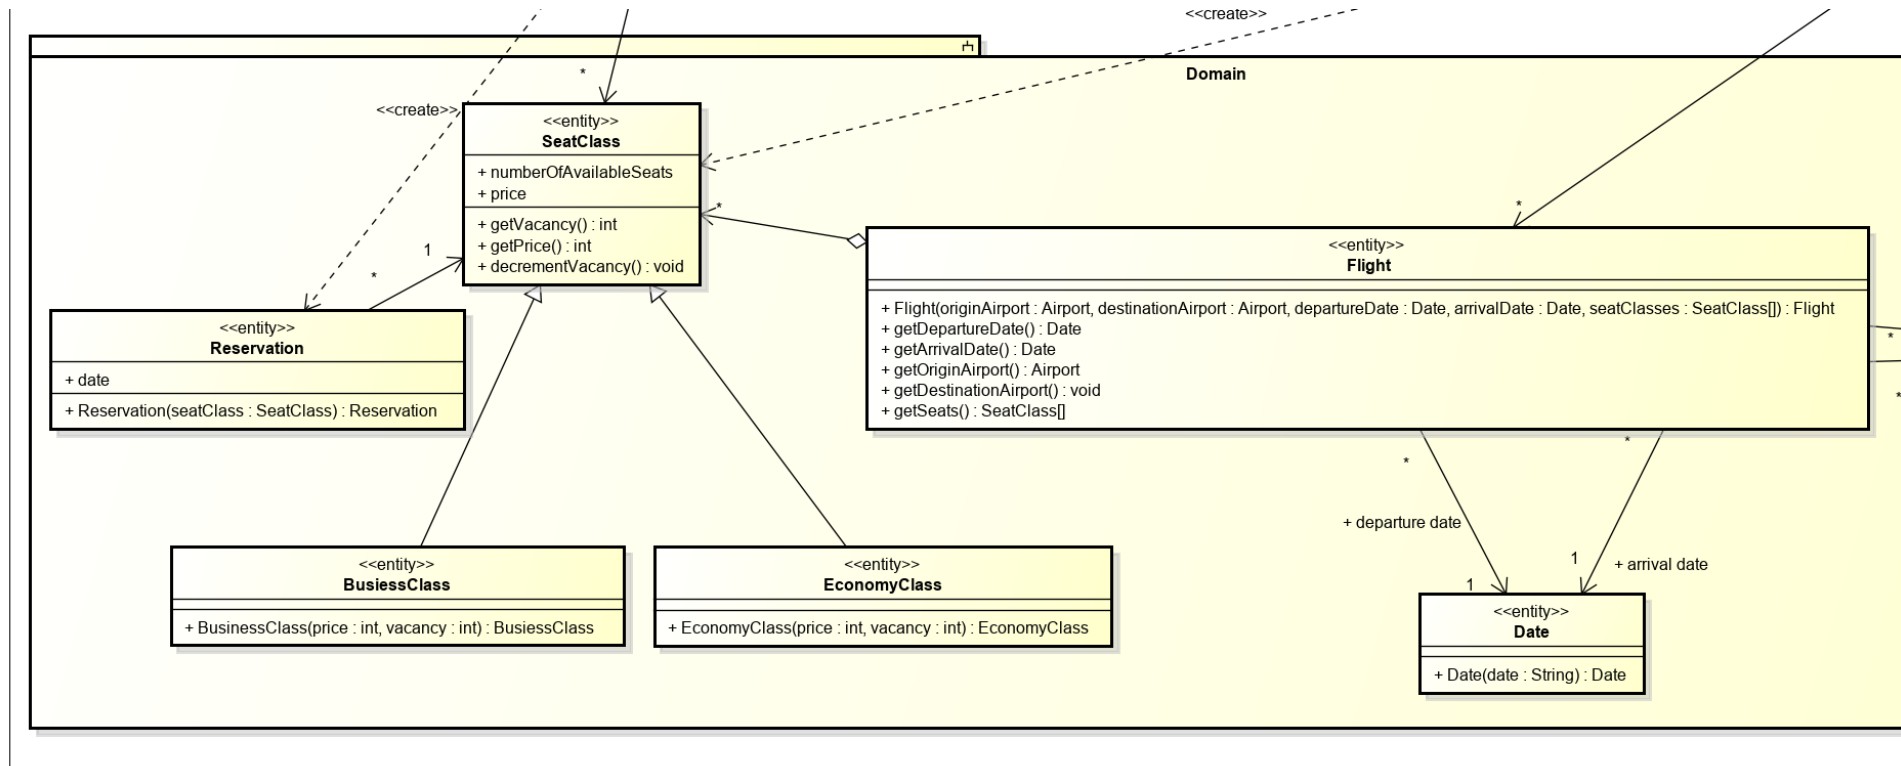 <<create>>
Domain
*
<<create>>
<<entity>>
SeatClass
+ numberOfAvailableSeats
+ price
+ getVacancy() : int
+ getPrice() : int
+ decrementVacancy() : void
*
*
1
*
<<entity>>
Reservation
+ date
+ Reservation(seatClass : SeatClass) : Reservation
<<entity>>
Flight
+ Flight(originAirport : Airport, destinationAirport : Airport, departureDate : Date, arrivalDate : Date, seatClasses : SeatClass[]) : Flight
+ getDepartureDate() : Date
+ getArrivalDate() : Date
+ getOriginAirport() : Airport
+ getDestinationAirport() : void
+ getSeats() : SeatClass[]
*
*
*
*
+ departure date
1
1
+ arrival date
<<entity>>
BusiessClass
+ BusinessClass(price : int, vacancy : int) : BusiessClass
<<entity>>
EconomyClass
+ EconomyClass(price : int, vacancy : int) : EconomyClass
<<entity>>
Date
+ Date(date : String) : Date